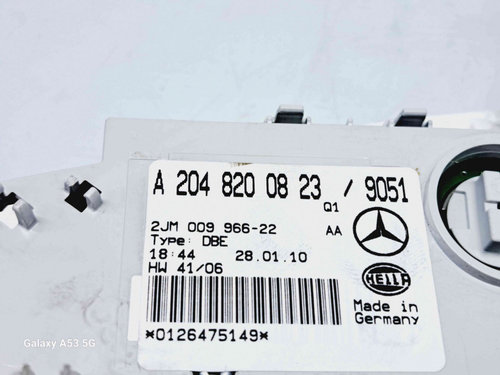 A 204 820 08 23 / 9051
Q1
2JM 009 966-22 AA
Type: DBE
18:44 28.01.10
HW 41/06
HELLA
Made in
Germany
*0126475149*
Galaxy A53 5G